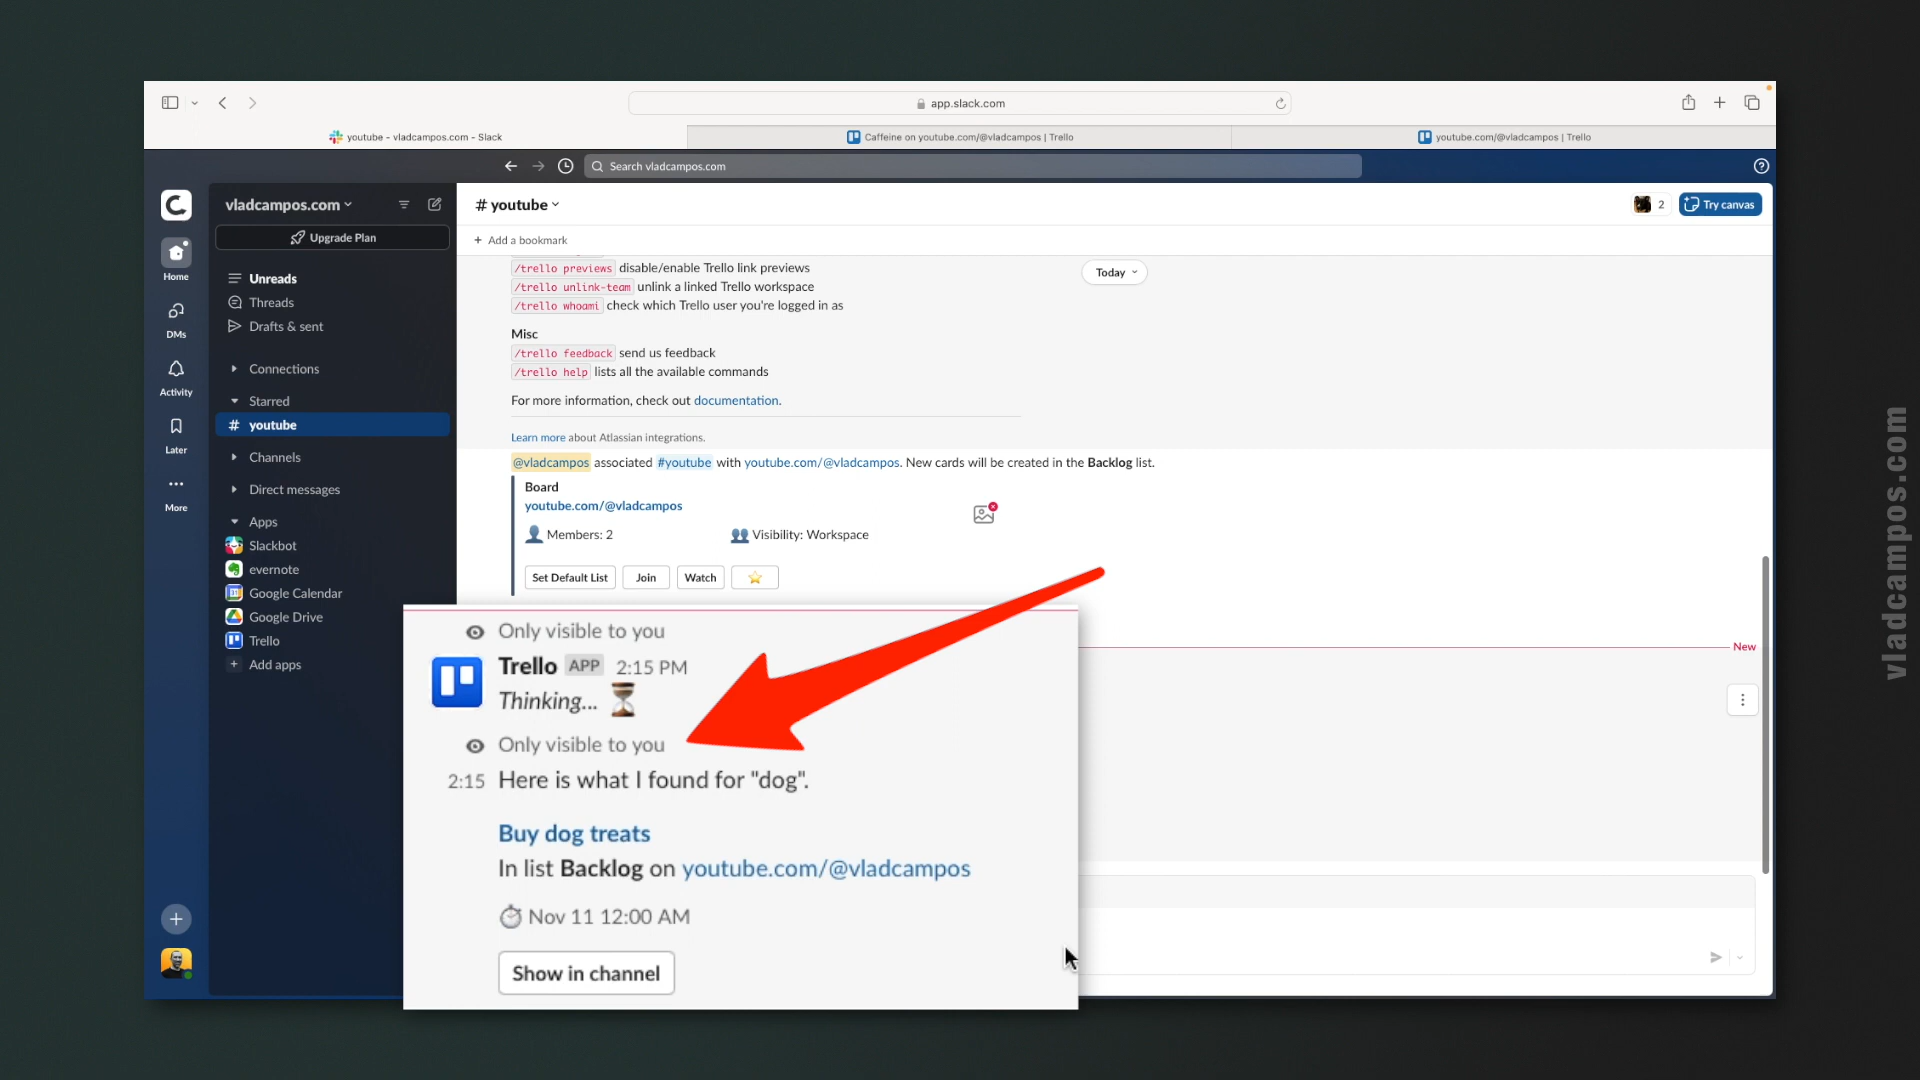 app.slack.com
youtube - vladcampos.com - Slack
Caffeine on youtube.com/@vladcampos | Trello
youtube.com/@vladcampos | Trello
Search vladcampos.com
vladcampos.com
Upgrade Plan
Home
DMs
Activity
Later
More
Unreads
Threads
Drafts & sent
Connections
Starred
# youtube
Channels
Direct messages
Apps
Slackbot
evernote
Google Calendar
Google Drive
Trello
+ Add apps
# youtube
2
Try canvas
+ Add a bookmark
Today
/trello previews disable/enable Trello link previews
/trello unlink-team unlink a linked Trello workspace
/trello whoami check which Trello user you're logged in as
Misc
/trello feedback send us feedback
/trello help lists all the available commands
For more information, check out documentation.
Learn more about Atlassian integrations.
@vladcampos associated #youtube with youtube.com/@vladcampos. New cards will be created in the Backlog list.
Board
youtube.com/@vladcampos
Members: 2
Visibility: Workspace
Set Default List
Join
Watch
New
Only visible to you
Trello APP 2:15 PM
Thinking...
Only visible to you
2:15 Here is what I found for "dog".
Buy dog treats
In list Backlog on youtube.com/@vladcampos
Nov 11 12:00 AM
Show in channel
vladcampos.com